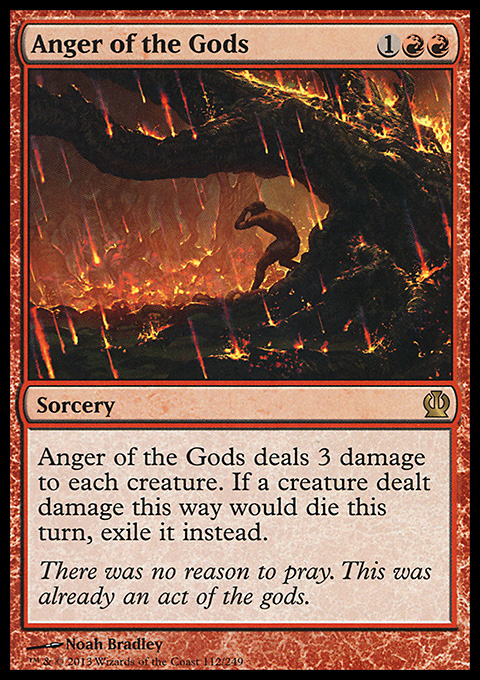 Anger of the Gods 1
Sorcery
Anger of the Gods deals 3 damage
to each creature. If a creature dealt
damage this way would die this
turn, exile it instead.
There was no reason to pray. This was
already an act of the gods.
Noah Bradley
™ & © 2013 Wizards of the Coast 112/249